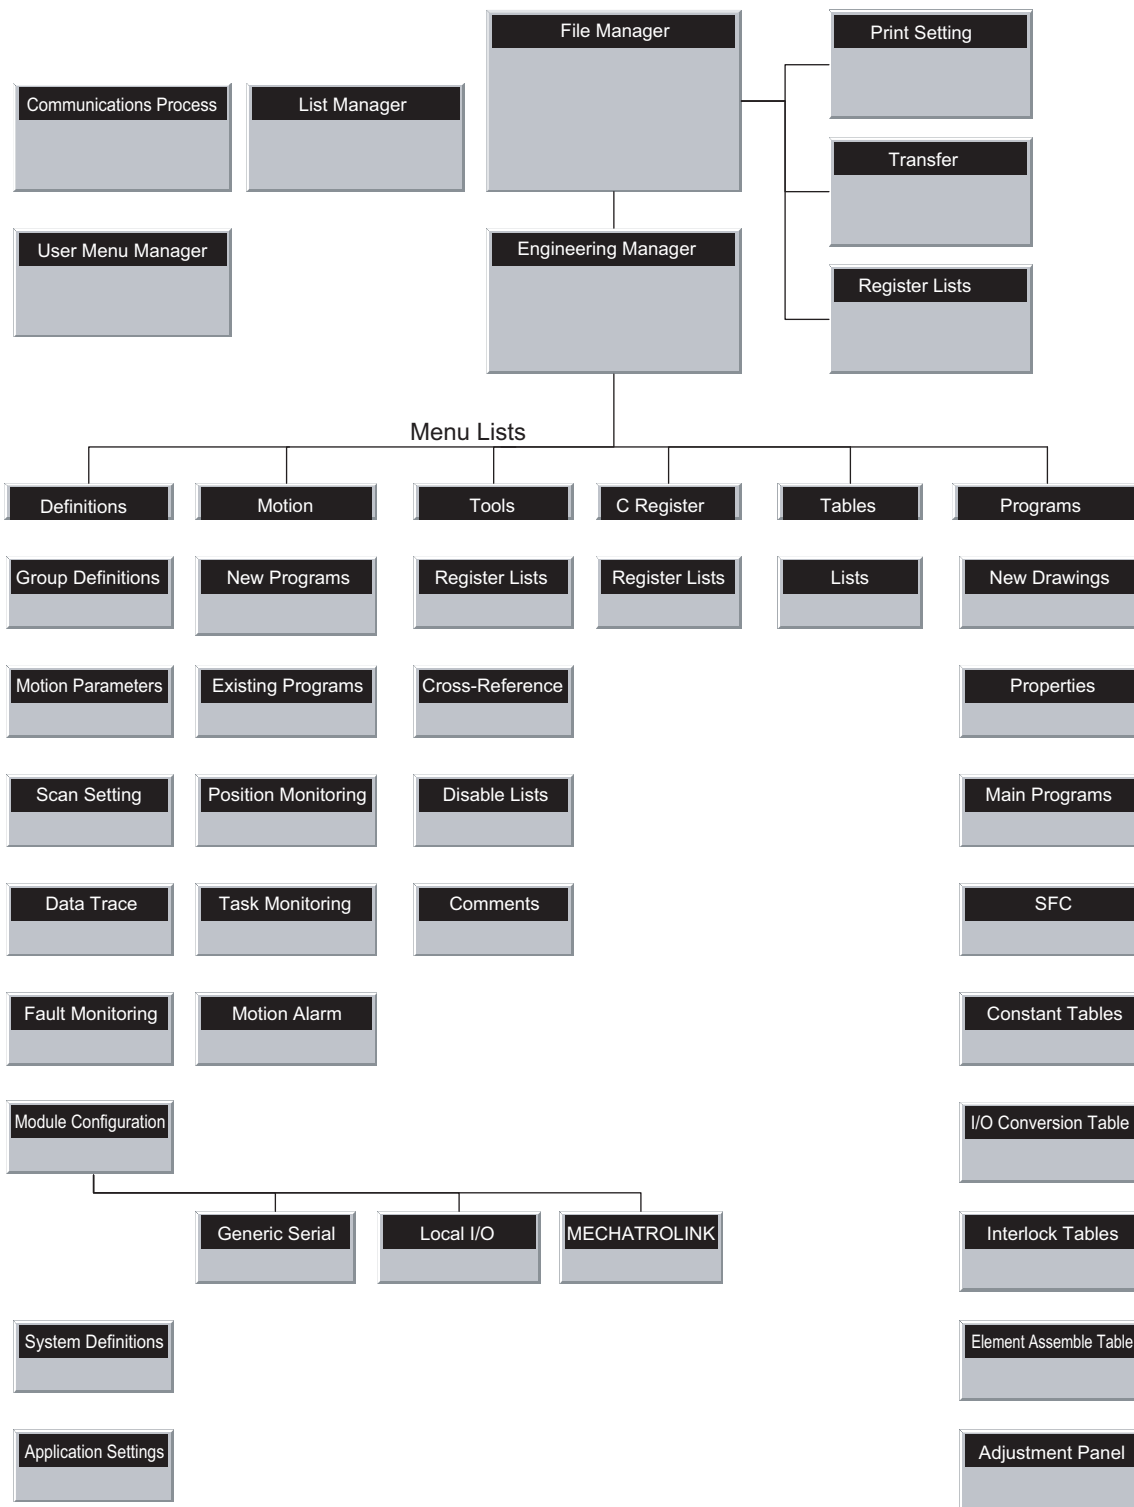 File Manager
Print Setting
Communications Process
List Manager
Transfer
User Menu Manager
Engineering Manager
Register Lists
Menu Lists
Definitions
Motion
Tools
C Register
Tables
Programs
Group Definitions
New Programs
Register Lists
Register Lists
Lists
New Drawings
Motion Parameters
Existing Programs
Cross-Reference
Properties
Scan Setting
Position Monitoring
Disable Lists
Main Programs
Data Trace
Task Monitoring
Comments
SFC
Fault Monitoring
Motion Alarm
Constant Tables
Module Configuration
I/O Conversion Table
Generic Serial
Local I/O
MECHATROLINK
Interlock Tables
System Definitions
Element Assemble Table
Application Settings
Adjustment Panel